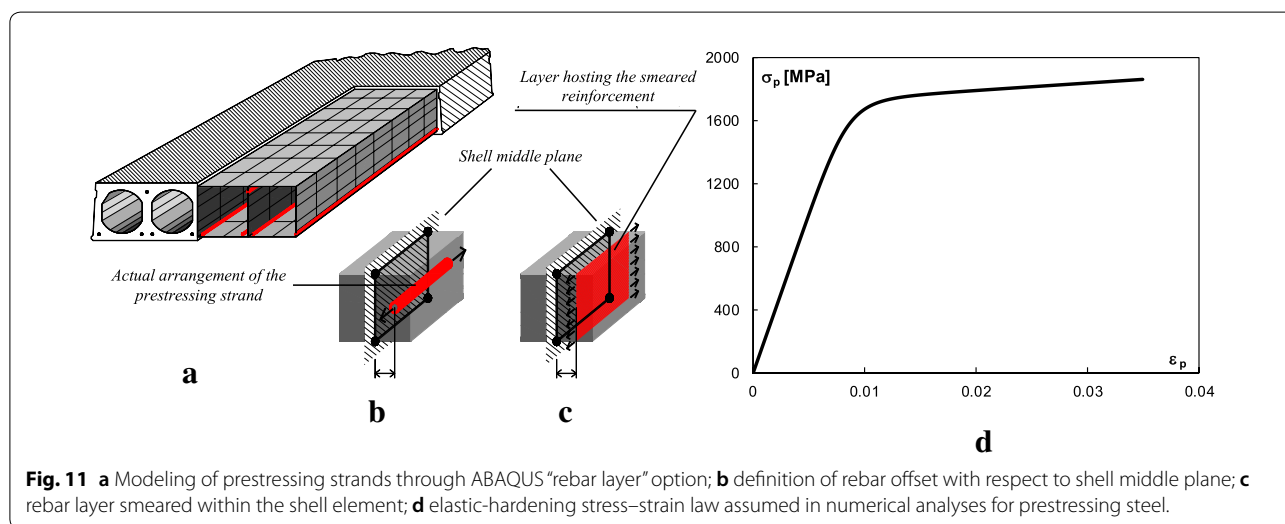 Layer hosting the smeared
reinforcement
Shell middle plane
Actual arrangement of the
prestressing strand
a
b
c
σp [MPa]
2000
1600
1200
800
400
0
0
0.01
0.02
0.03
0.04
εp
d
Fig. 11 a Modeling of prestressing strands through ABAQUS “rebar layer” option; b definition of rebar offset with respect to shell middle plane; c
rebar layer smeared within the shell element; d elastic-hardening stress–strain law assumed in numerical analyses for prestressing steel.